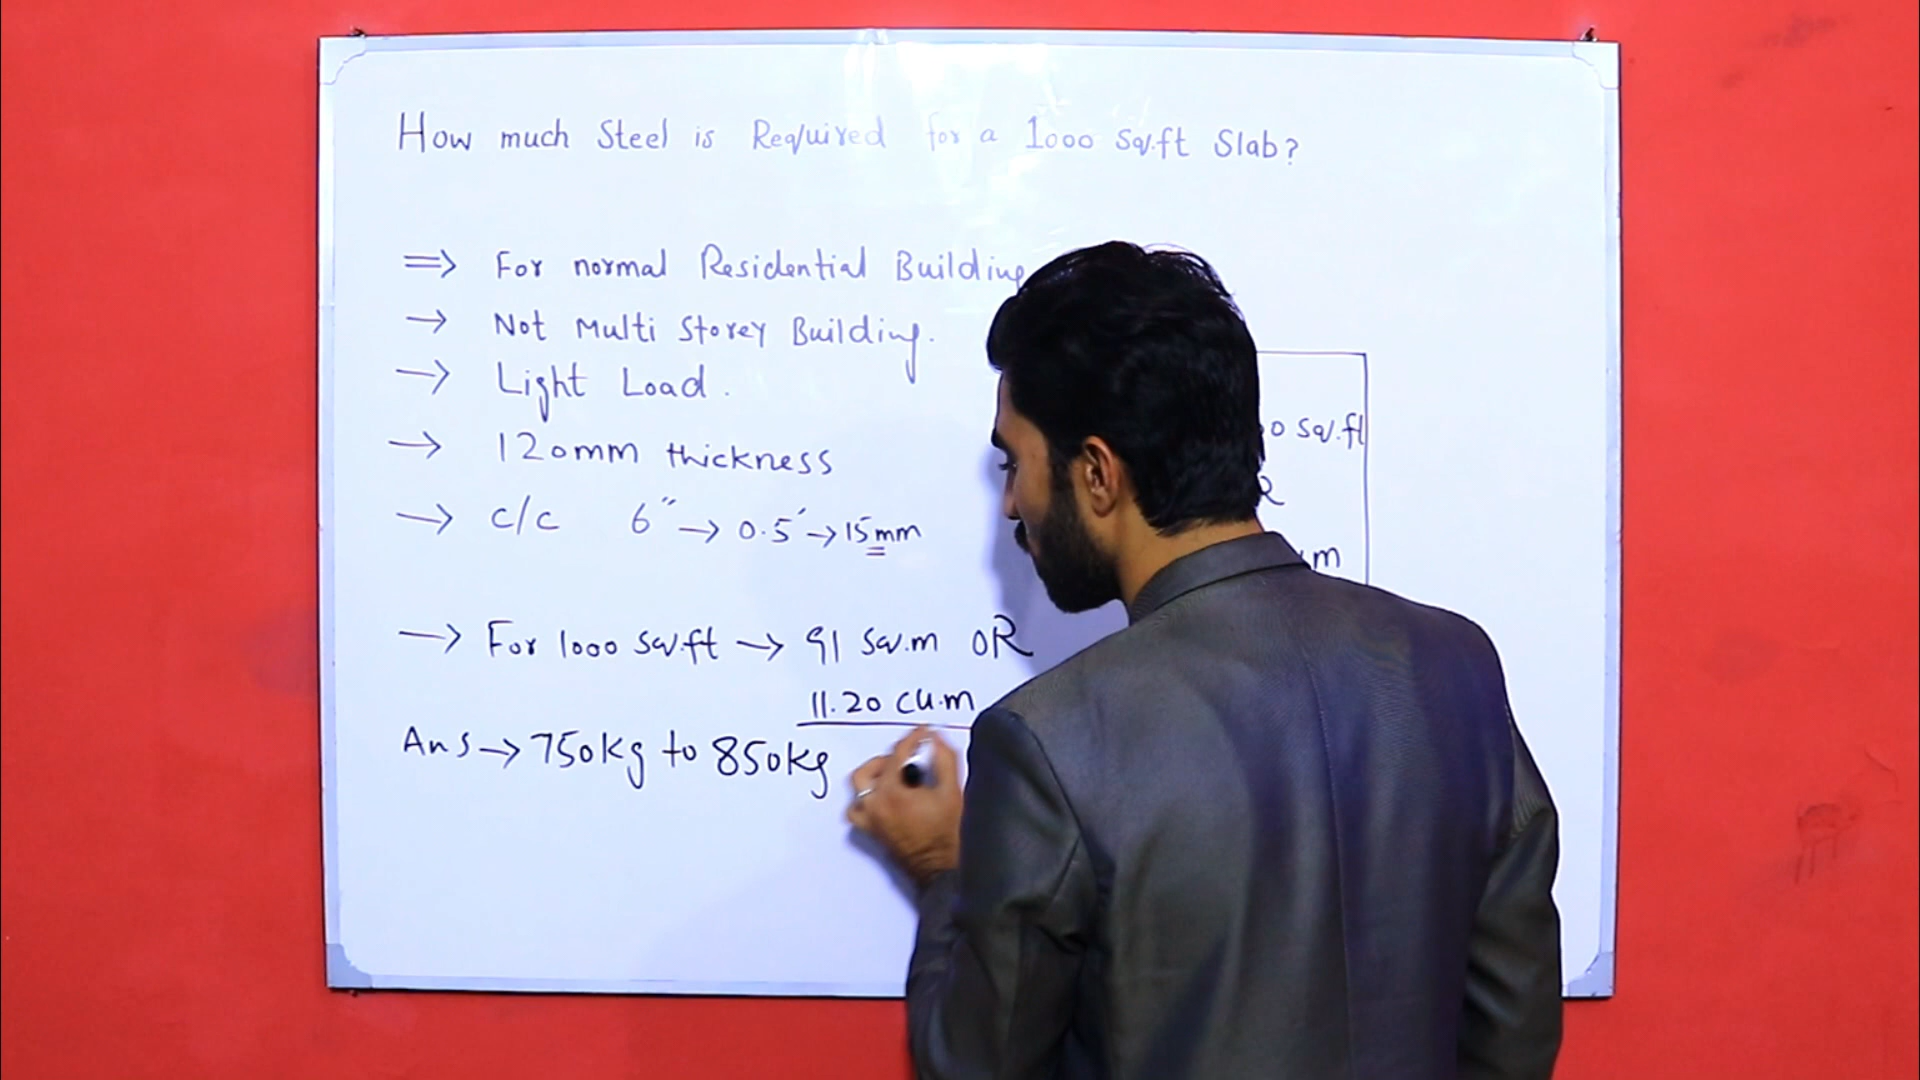 How much Steel is Required for a 1000 Sq.ft Slab?
=> For normal Residential Building
→ Not Multi Storey Building.
→ Light Load.
→ 120mm thickness
→ c/c 6" → 0.5' → 15mm
→ For 1000 sq.ft → 91 sq.m OR
11.20 cu.m
Ans → 750kg to 850kg
0 sq.ft
m